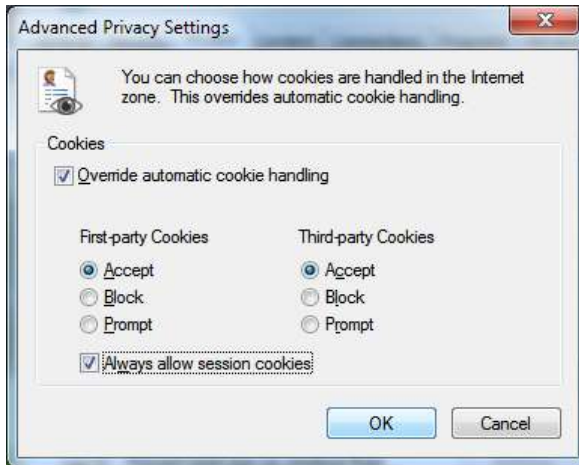 Advanced Privacy Settings
You can choose how cookies are handled in the Internet
zone. This overrides automatic cookie handling.
Cookies
Override automatic cookie handling
First-party Cookies Third-party Cookies
Accept Accept
Block Block
Prompt Prompt
Always allow session cookies
OK Cancel